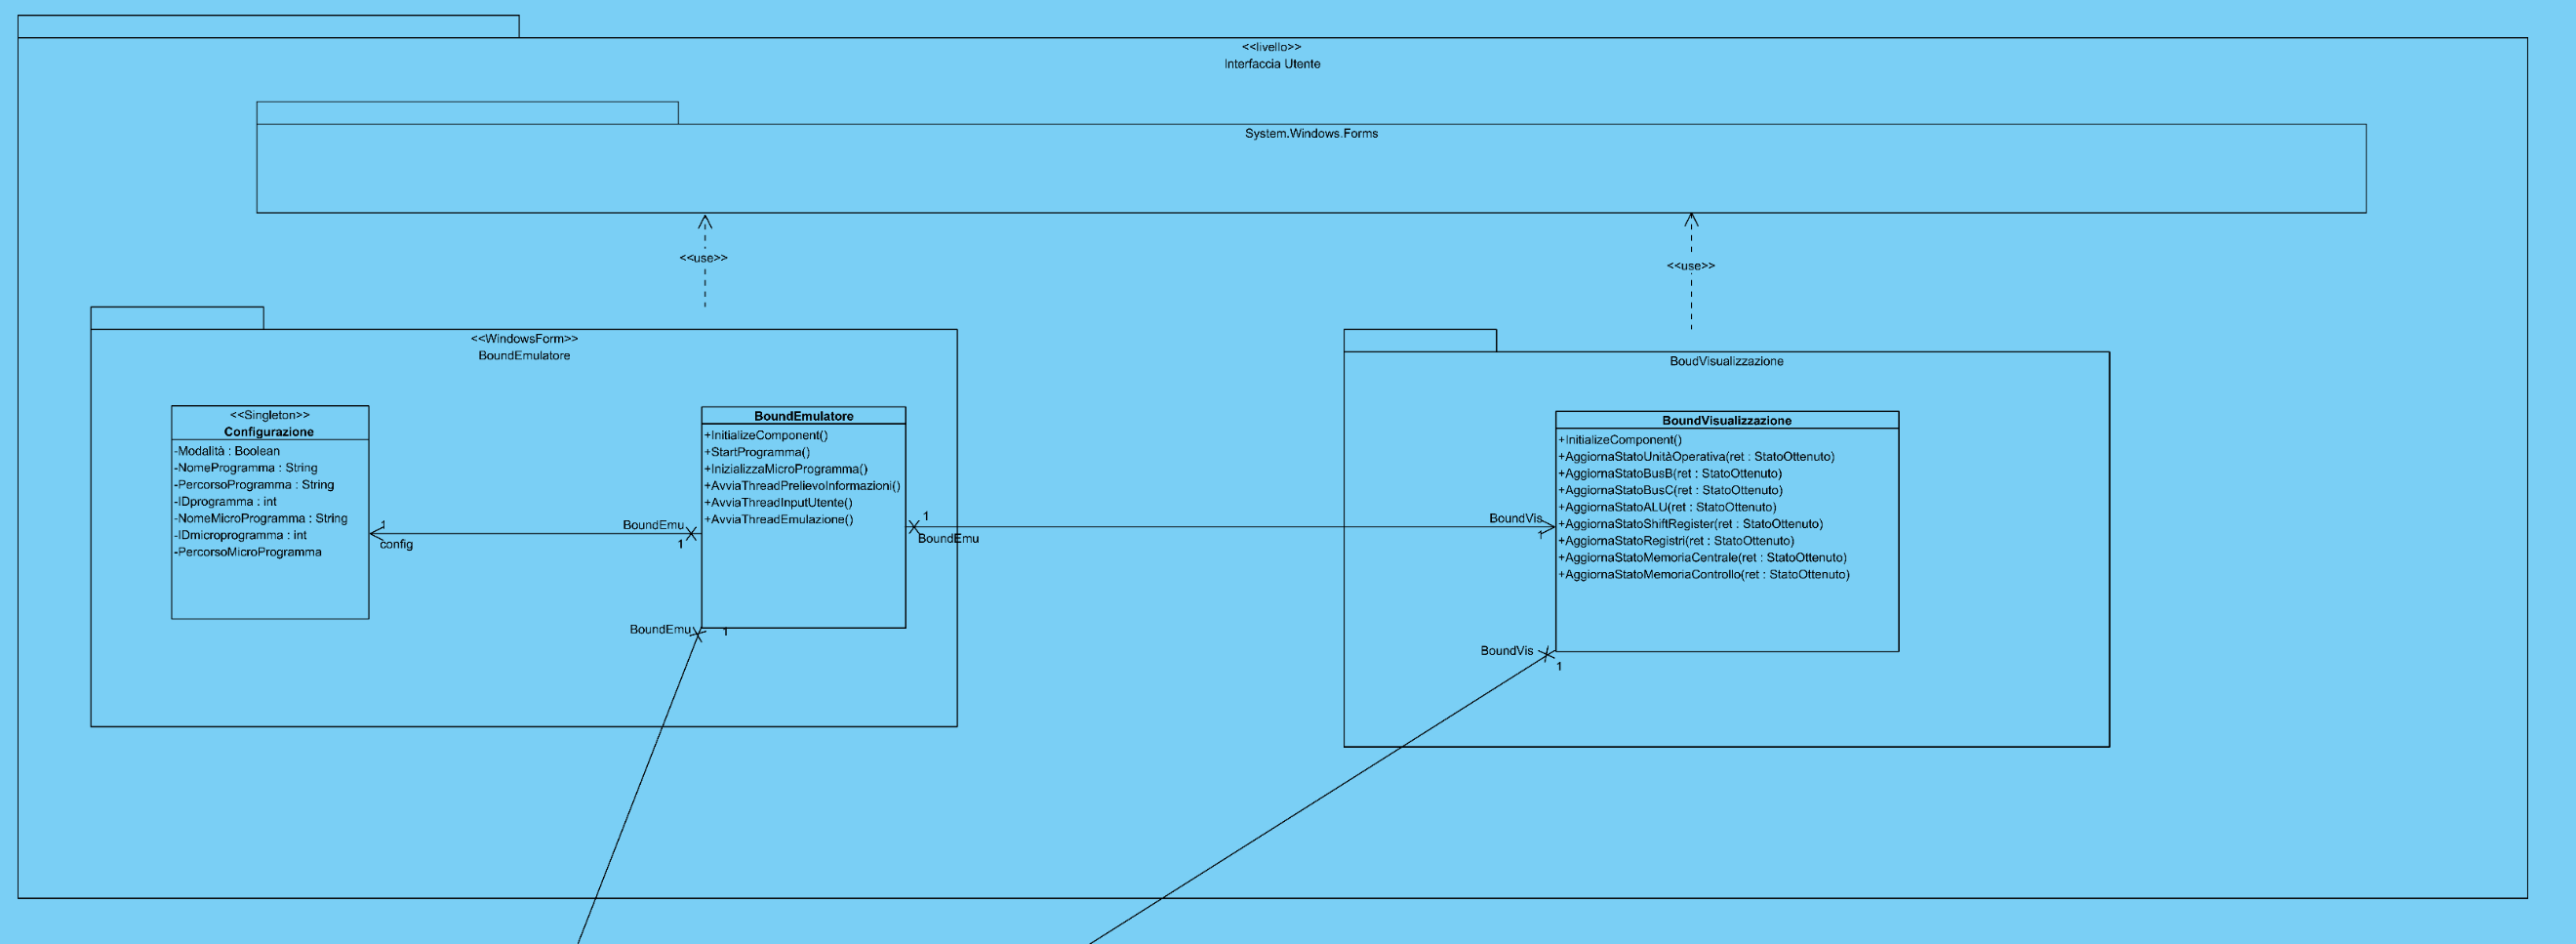 <<livello>>
Interfaccia Utente
System.Windows.Forms
<<use>>
<<use>>
<<WindowsForm>>
BoundEmulatore
BoudVisualizzazione
<<Singleton>>
Configurazione
-Modalità : Boolean
-NomeProgramma : String
-PercorsoProgramma : String
-IDprogramma : int
-NomeMicroProgramma : String
-IDmicroprogramma : int
-PercorsoMicroProgramma
1
config
BoundEmu
1
BoundEmulatore
+InitializeComponent()
+StartProgramma()
+InizializzaMicroProgramma()
+AvviaThreadPrelievoInformazioni()
+AvviaThreadInputUtente()
+AvviaThreadEmulazione()
1
BoundEmu
BoundVis
1
BoundVisualizzazione
+InitializeComponent()
+AggiornaStatoUnitàOperativa(ret : StatoOttenuto)
+AggiornaStatoBusB(ret : StatoOttenuto)
+AggiornaStatoBusC(ret : StatoOttenuto)
+AggiornaStatoALU(ret : StatoOttenuto)
+AggiornaStatoShiftRegister(ret : StatoOttenuto)
+AggiornaStatoRegistri(ret : StatoOttenuto)
+AggiornaStatoMemoriaCentrale(ret : StatoOttenuto)
+AggiornaStatoMemoriaControllo(ret : StatoOttenuto)
BoundEmu
1
BoundVis
1